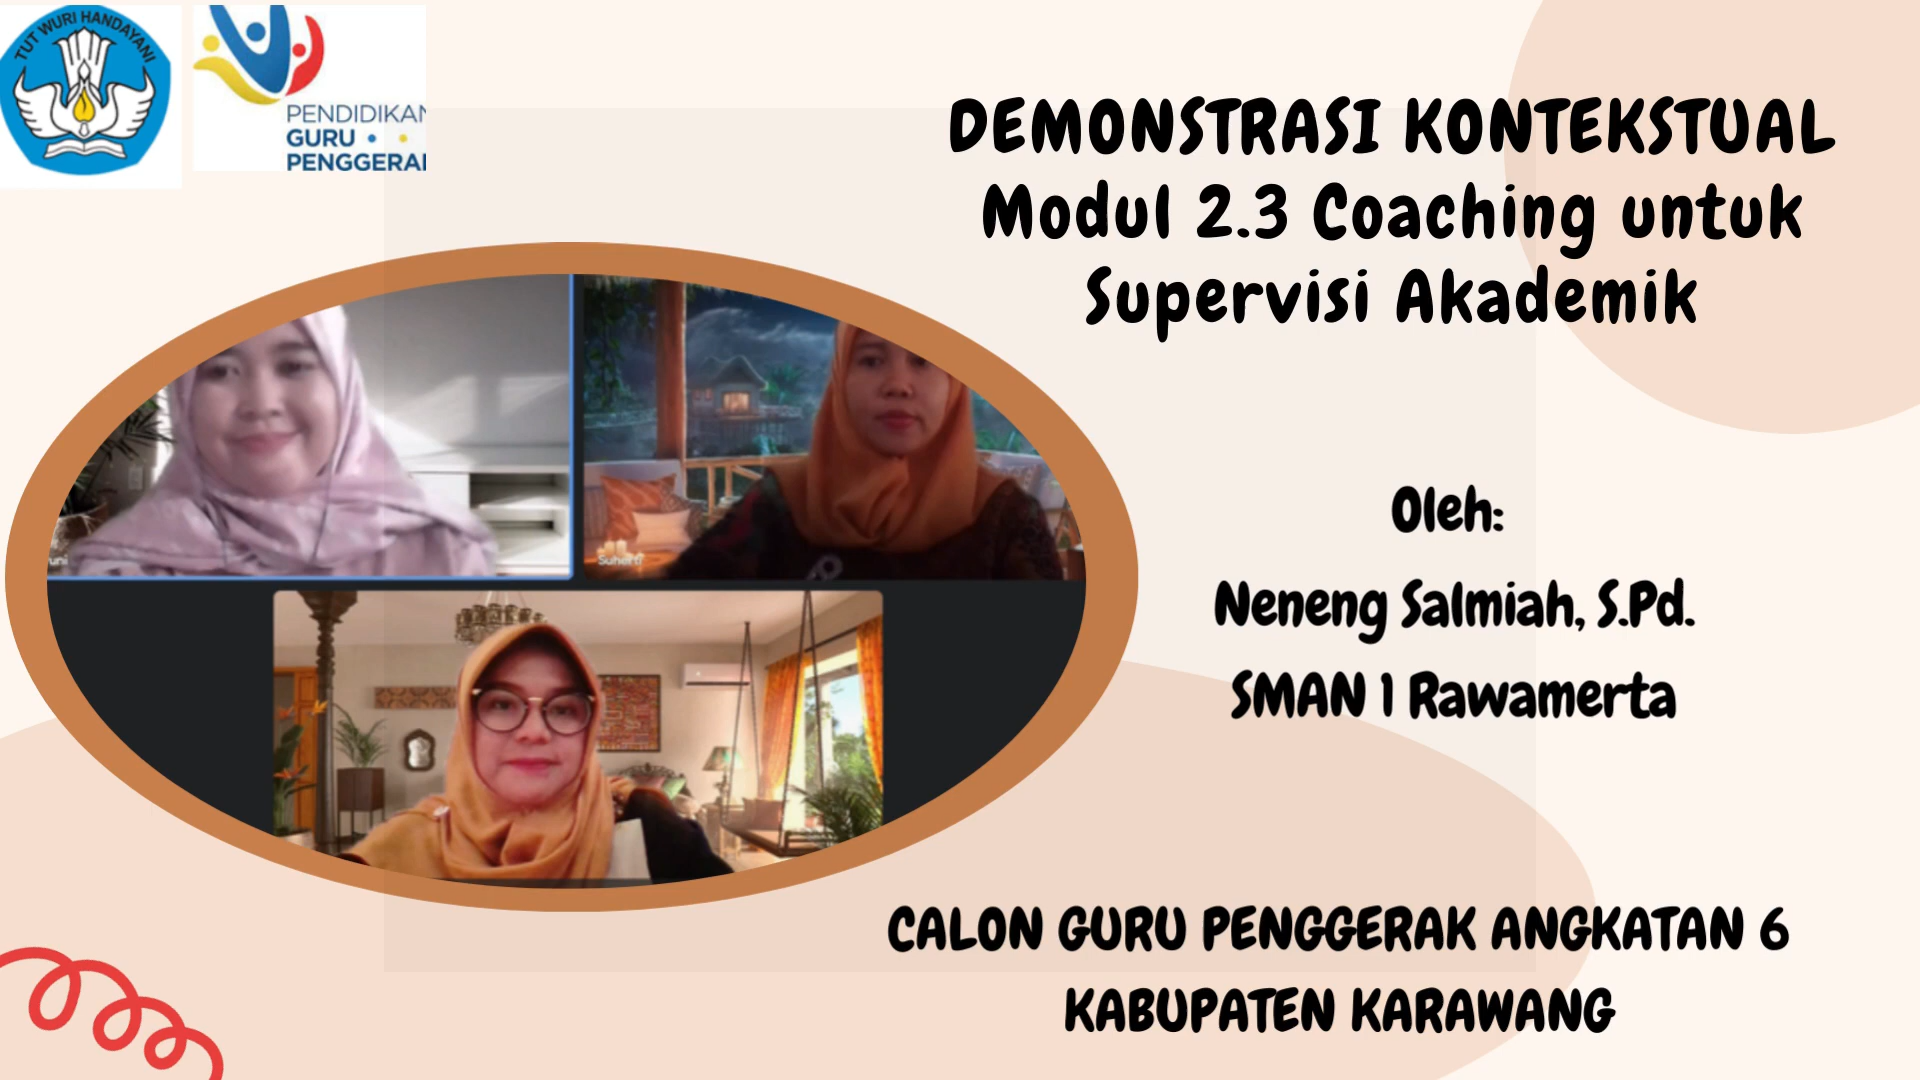 TUT WURI HANDAYANI
PENDIDIKAN
GURU
PENGGERAK
DEMONSTRASI KONTEKSTUAL
Modul 2.3 Coaching untuk
Supervisi Akademik
Suherti
Oleh:
Neneng Salmiah, S.Pd.
SMAN 1 Rawamerta
CALON GURU PENGGERAK ANGKATAN 6
KABUPATEN KARAWANG